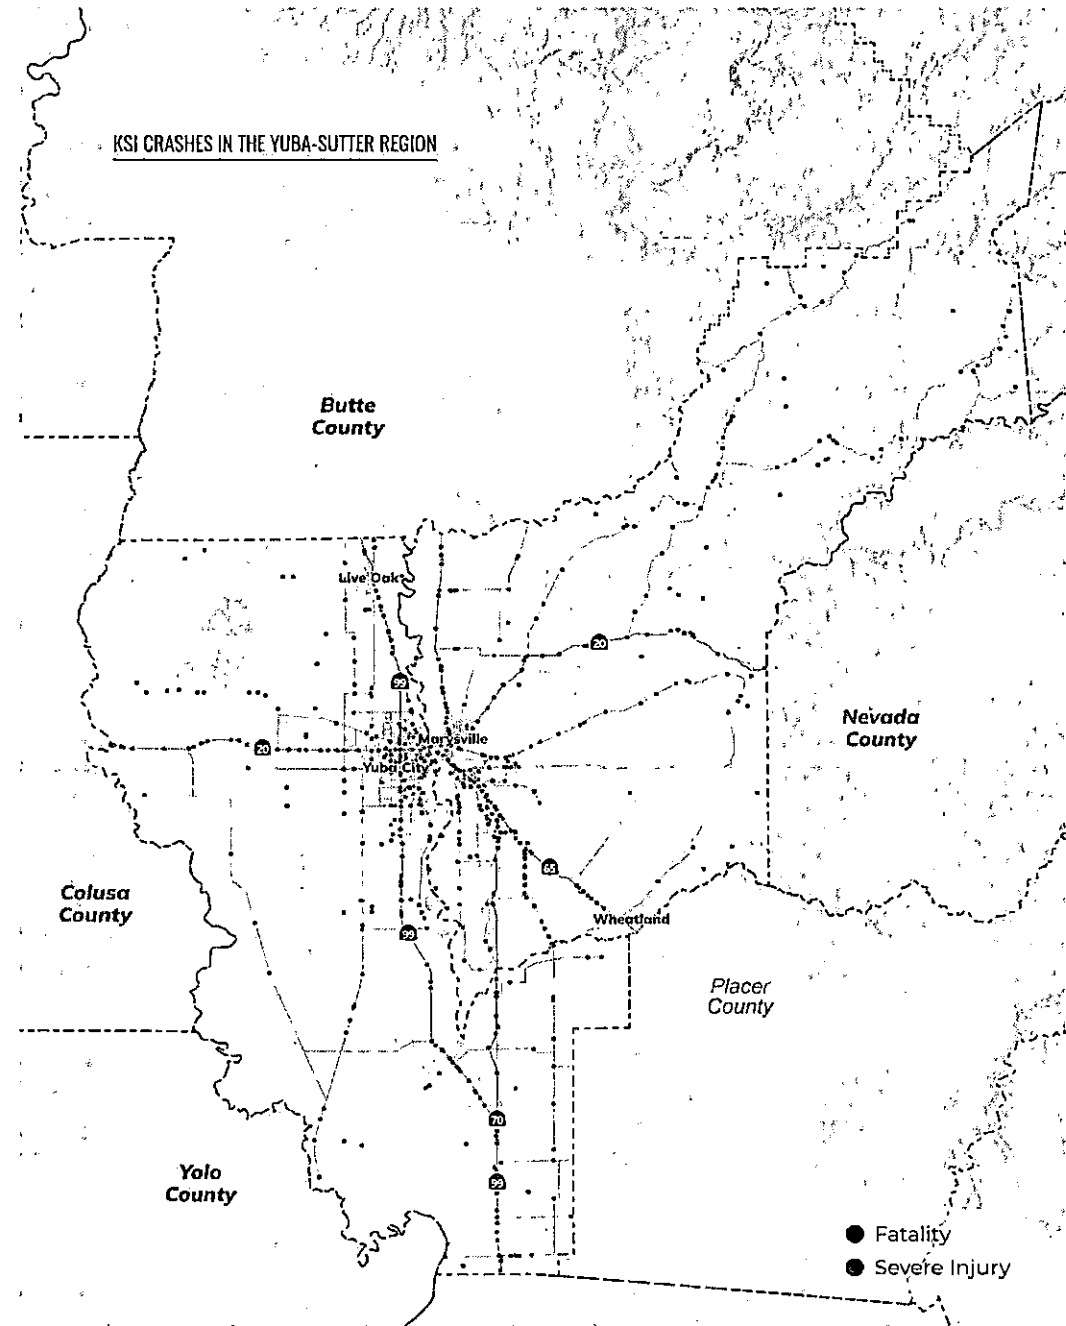 KSI CRASHES IN THE YUBA-SUTTER REGION
Butte
County
Live Oak
20
99
Nevada
County
Marysville
20
Yuba City
65
Colusa
County
Wheatland
99
Placer
County
70
Yolo
County
99
Fatality
Severe Injury